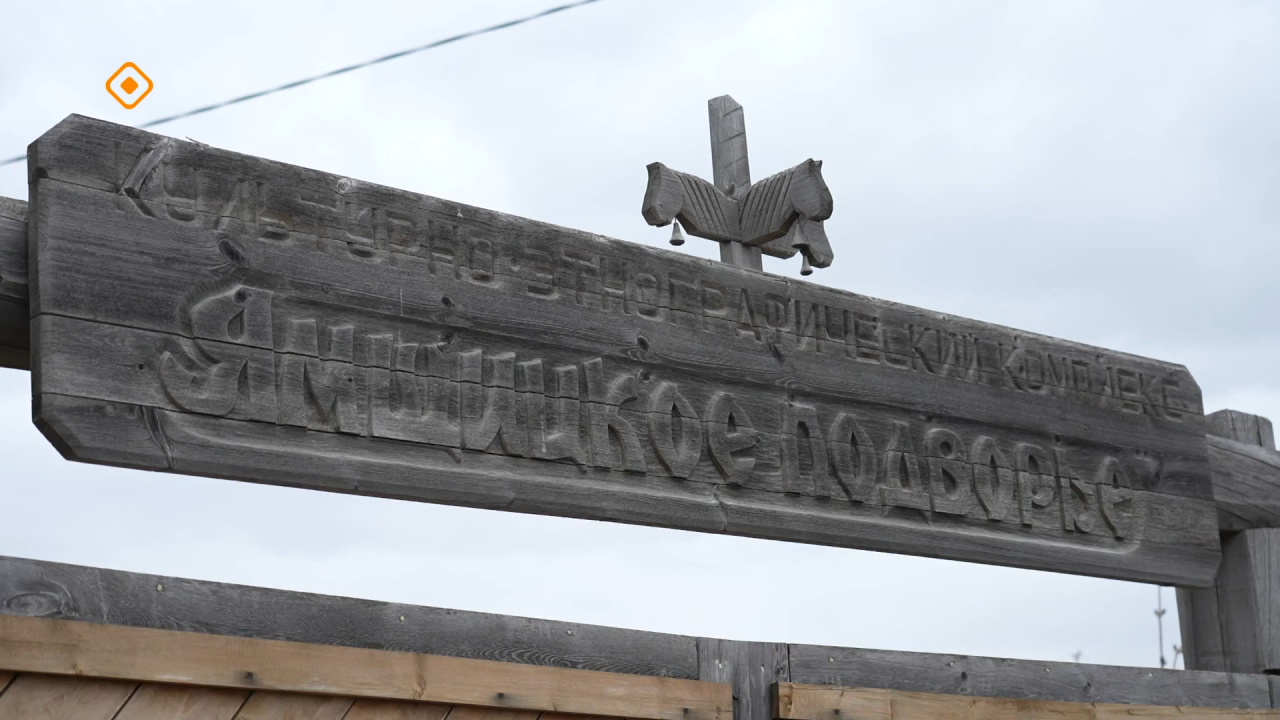 Культурно-этнографический комплекс
Ямщицкое подворье"